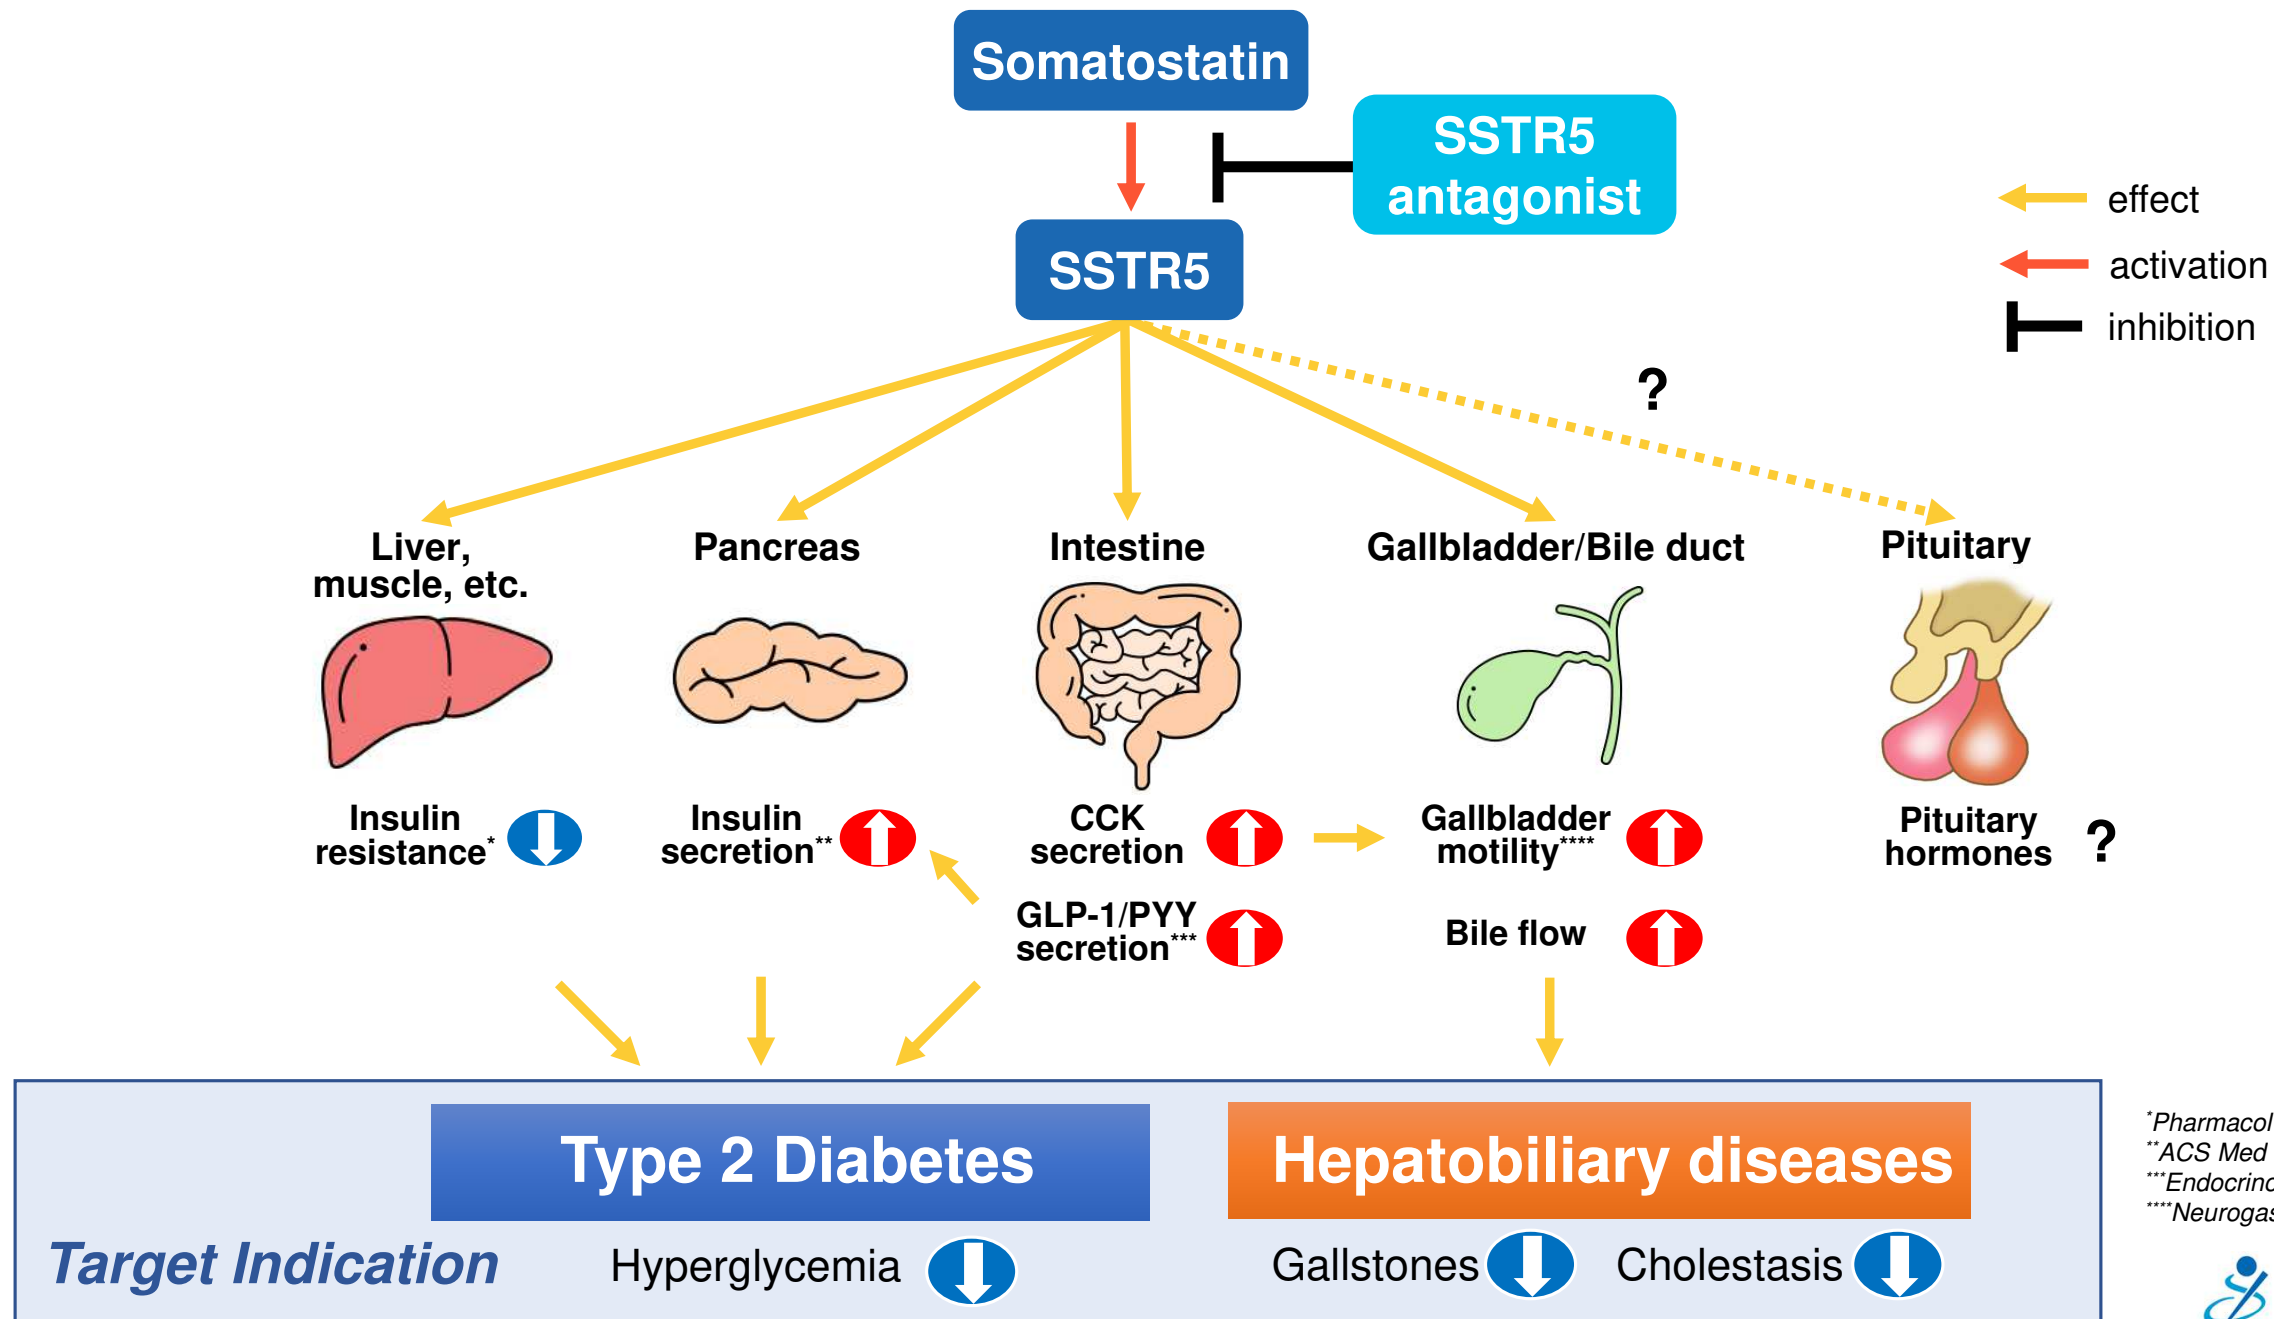 Somatostatin
SSTR5
antagonist
effect
activation
inhibition
SSTR5
?
Liver,
muscle, etc.
Pancreas
Intestine
Gallbladder/Bile duct
Pituitary
Insulin
resistance*
Insulin
secretion**
CCK
secretion
Gallbladder
motility****
Pituitary
hormones
?
GLP-1/PYY
secretion***
Bile flow
Type 2 Diabetes
Hepatobiliary diseases
Target Indication
Hyperglycemia
Gallstones
Cholestasis
*Pharmacol
**ACS Med
***Endocrino
****Neurogas